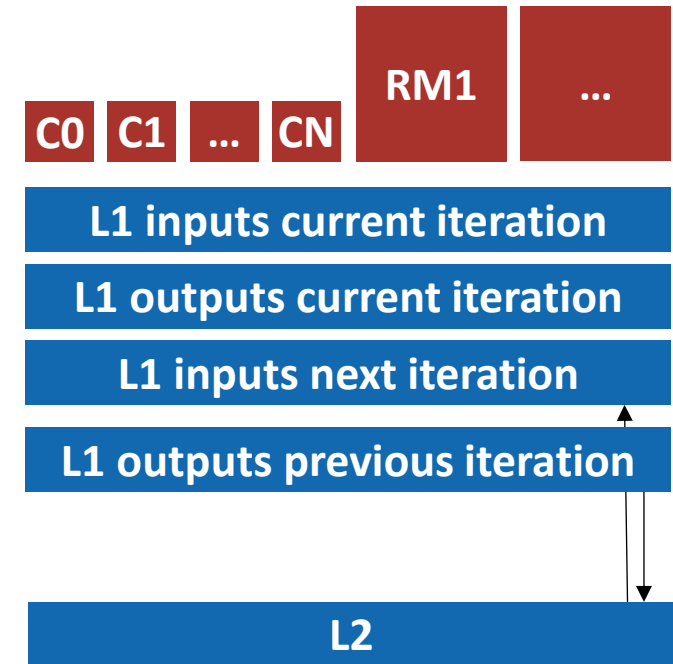 C0 C1 ... CN RM1 ...
L1 inputs current iteration
L1 outputs current iteration
L1 inputs next iteration
L1 outputs previous iteration
L2